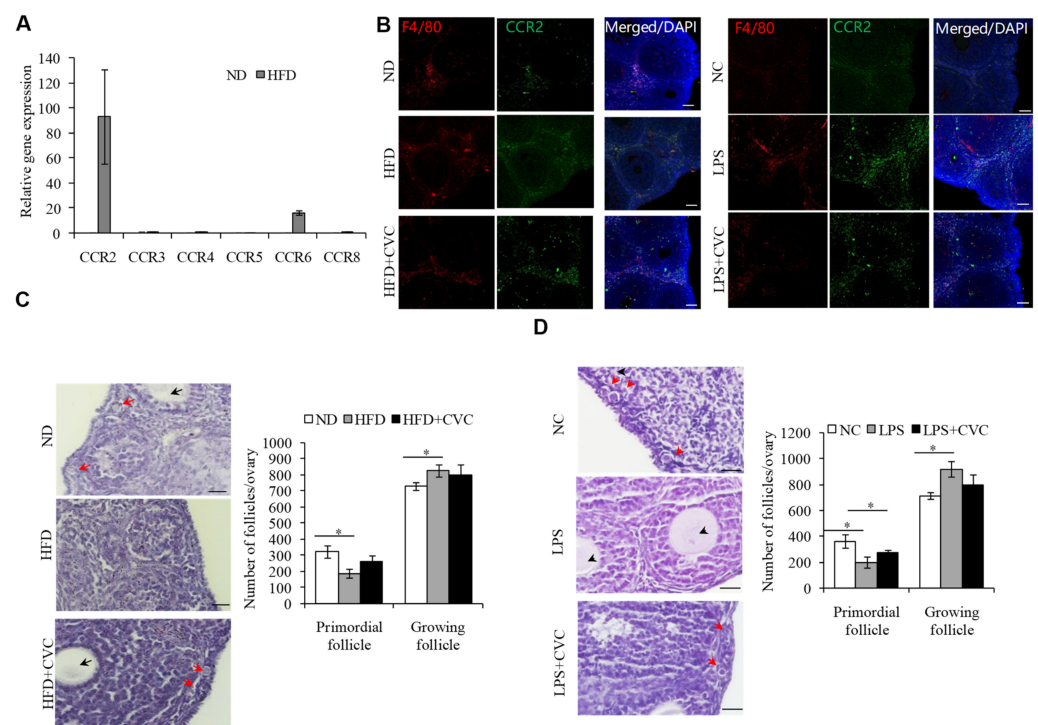 A
ND HFD
Relative gene expression
140
120
100
80
60
40
20
0
CCR2 CCR3 CCR4 CCR5 CCR6 CCR8
B
F4/80 CCR2 Merged/DAPI
ND
HFD
HFD+CVC
F4/80 CCR2 Merged/DAPI
NC
LPS
LPS+CVC
C
ND
HFD
HFD+CVC
ND HFD HFD+CVC
Number of follicles/ovary
1000
900
800
700
600
500
400
300
200
100
0
*
*
Primordial
follicle
Growing
follicle
D
NC
LPS
LPS+CVC
NC LPS LPS+CVC
Number of follicles/ovary
1200
1000
800
600
400
200
0
*
*
*
Primordial
follicle
Growing
follicle